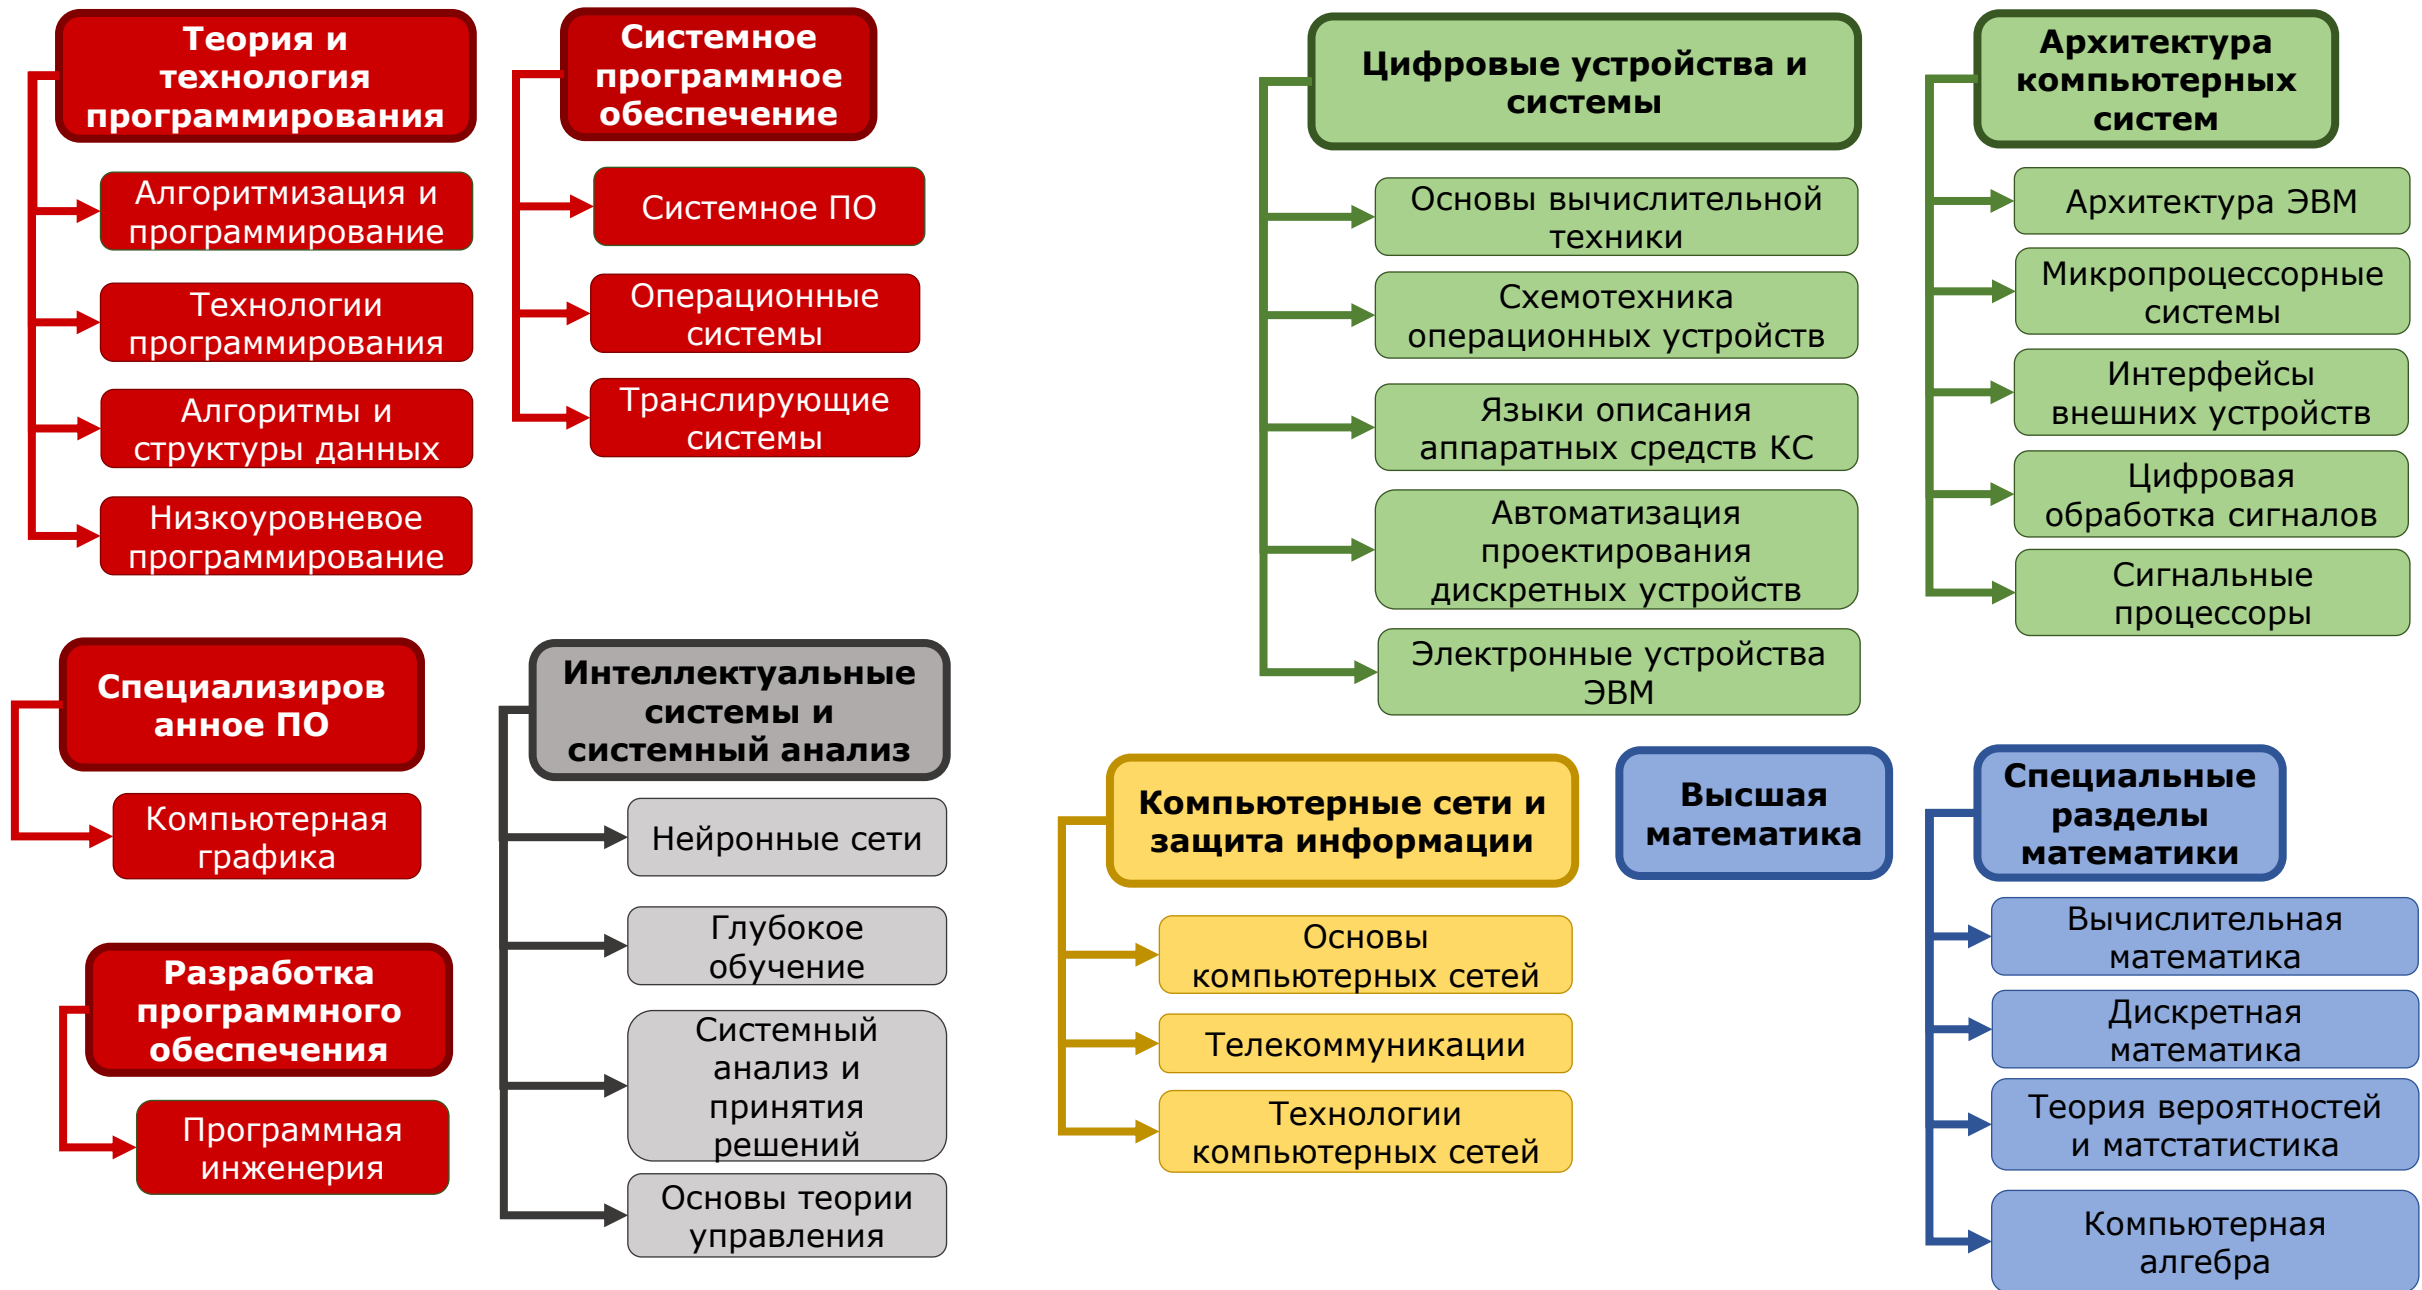 Теория и
технология
программирования
Алгоритмизация и
программирование
Технологии
программирования
Алгоритмы и
структуры данных
Низкоуровневое
программирование
Системное
программное
обеспечение
Системное ПО
Операционные
системы
Транслирующие
системы
Цифровые устройства и
системы
Основы вычислительной
техники
Схемотехника
операционных устройств
Языки описания
аппаратных средств КС
Автоматизация
проектирования
дискретных устройств
Электронные устройства
ЭВМ
Архитектура
компьютерных
систем
Архитектура ЭВМ
Микропроцессорные
системы
Интерфейсы
внешних устройств
Цифровая
обработка сигналов
Сигнальные
процессоры
Специализиров
анное ПО
Компьютерная
графика
Разработка
программного
обеспечения
Программная
инженерия
Интеллектуальные
системы и
системный анализ
Нейронные сети
Глубокое
обучение
Системный
анализ и
принятия
решений
Основы теории
управления
Компьютерные сети и
защита информации
Основы
компьютерных сетей
Телекоммуникации
Технологии
компьютерных сетей
Высшая
математика
Специальные
разделы
математики
Вычислительная
математика
Дискретная
математика
Теория вероятностей
и матстатистика
Компьютерная
алгебра